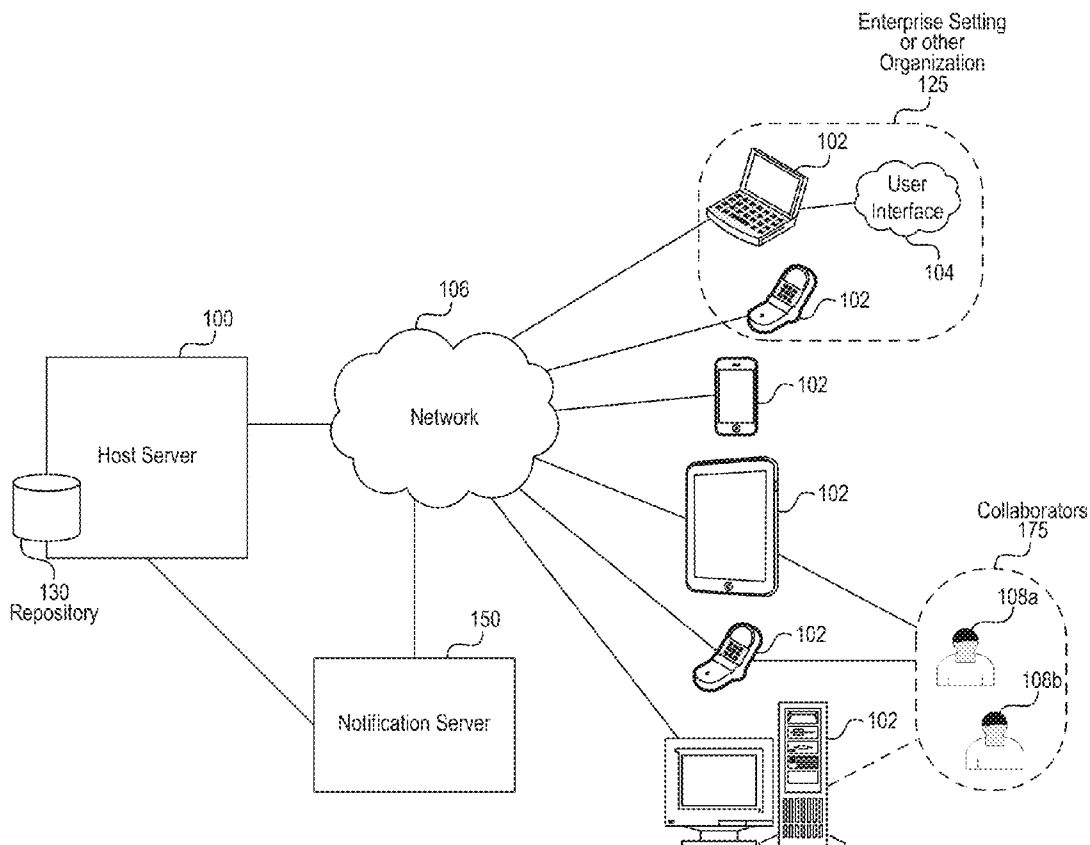 Enterprise Setting
or other
Organization
125
102
User
Interface
104
102
106
100
Network
Host Server
102
102
Collaborators
175
130
Repository
108a
150
102
108b
Notification Server
102